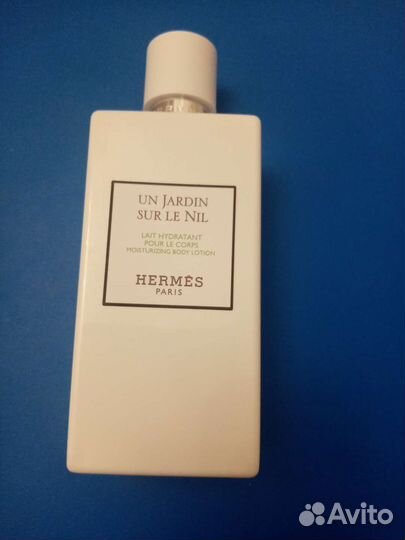 UN JARDIN
SUR LE NIL
LAIT HYDRATANT
POUR LE CORPS
MOISTURIZING BODY LOTION
HERMÈS
PARIS
Avito